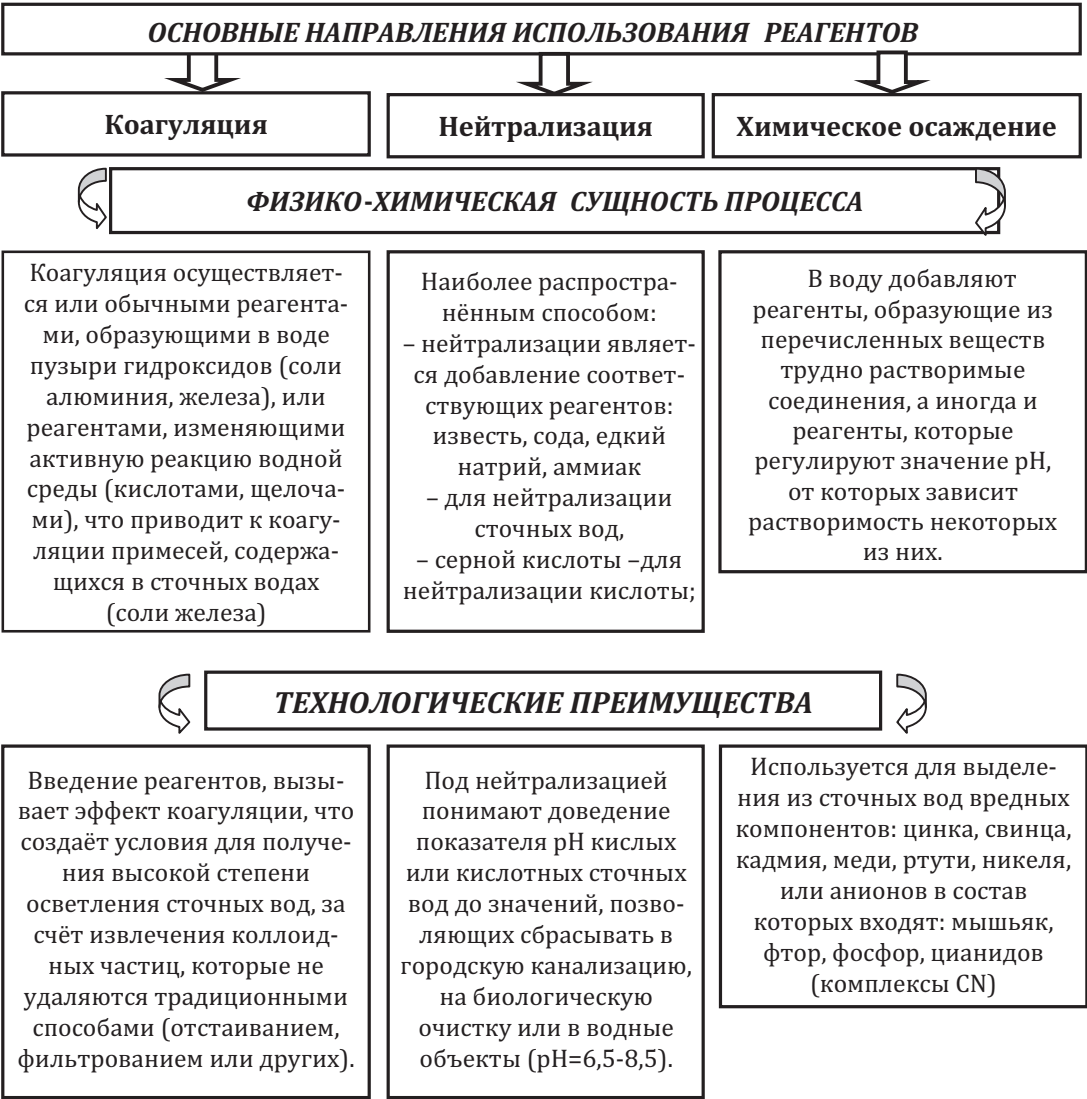 ОСНОВНЫЕ НАПРАВЛЕНИЯ ИСПОЛЬЗОВАНИЯ РЕАГЕНТОВ
Коагуляция
Нейтрализация
Химическое осаждение
ФИЗИКО-ХИМИЧЕСКАЯ СУЩНОСТЬ ПРОЦЕССА
Коагуляция осуществляет-
ся или обычными реагента-
ми, образующими в воде
пузыри гидроксидов (соли
алюминия, железа), или
реагентами, изменяющими
активную реакцию водной
среды (кислотами, щелоча-
ми), что приводит к коагу-
ляции примесей, содержа-
щихся в сточных водах
(соли железа)
Наиболее распростра-
нённым способом:
– нейтрализации являет-
ся добавление соответ-
ствующих реагентов:
известь, сода, едкий
натрий, аммиак
– для нейтрализации
сточных вод,
– серной кислоты –для
нейтрализации кислоты;
В воду добавляют
реагенты, образующие из
перечисленных веществ
трудно растворимые
соединения, а иногда и
реагенты, которые
регулируют значение pH,
от которых зависит
растворимость некоторых
из них.
ТЕХНОЛОГИЧЕСКИЕ ПРЕИМУЩЕСТВА
Введение реагентов, вызы-
вает эффект коагуляции, что
создаёт условия для получе-
ния высокой степени
осветления сточных вод, за
счёт извлечения коллоид-
ных частиц, которые не
удаляются традиционными
способами (отстаиванием,
фильтрованием или других).
Под нейтрализацией
понимают доведение
показателя pH кислых
или кислотных сточных
вод до значений, позво-
ляющих сбрасывать в
городскую канализацию,
на биологическую
очистку или в водные
объекты (pH=6,5-8,5).
Используется для выделе-
ния из сточных вод вредных
компонентов: цинка, свинца,
кадмия, меди, ртути, никеля,
или анионов в состав
которых входят: мышьяк,
фтор, фосфор, цианидов
(комплексы CN)